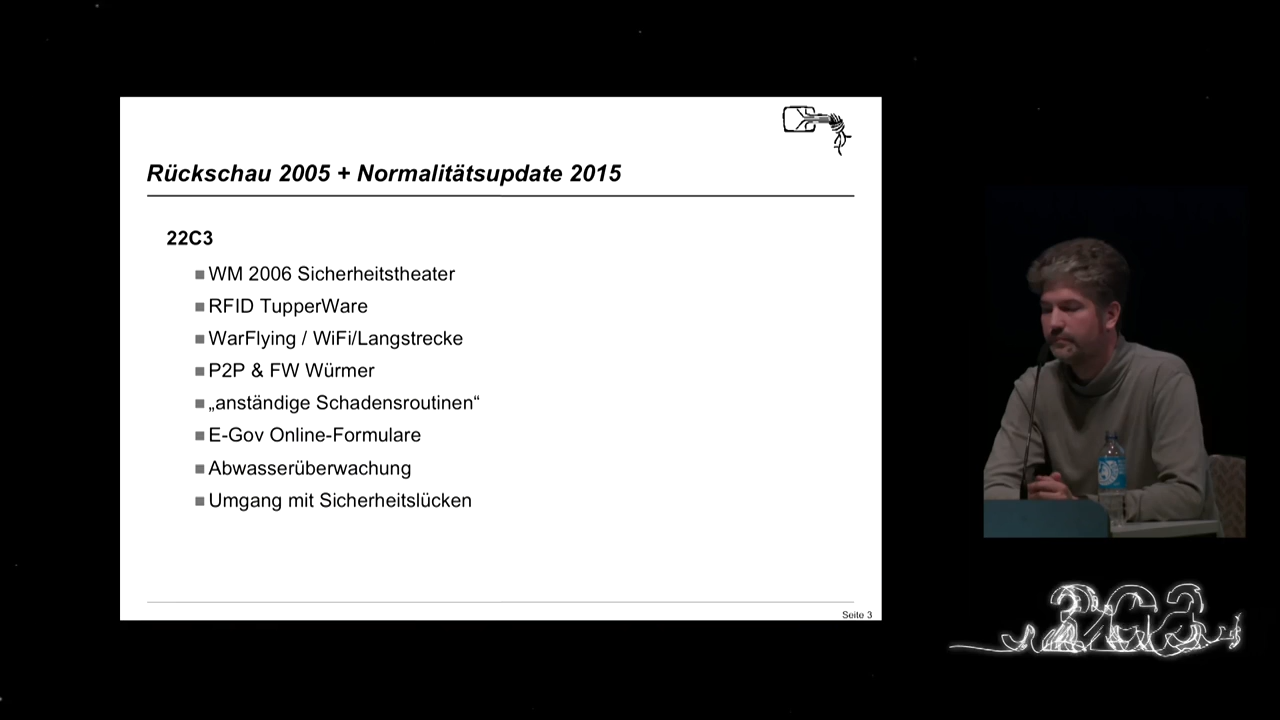 Rückschau 2005 + Normalitätsupdate 2015
22C3
WM 2006 Sicherheitstheater
RFID TupperWare
WarFlying / WiFi/Langstrecke
P2P & FW Würmer
„anständige Schadensroutinen“
E-Gov Online-Formulare
Abwasserüberwachung
Umgang mit Sicherheitslücken
Seite 3